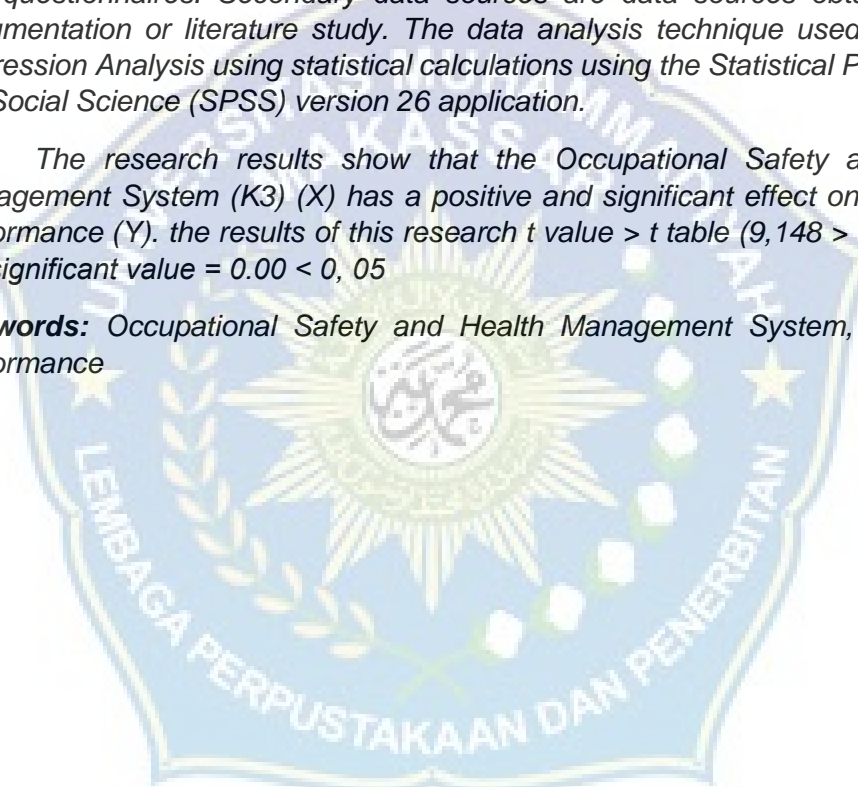 questionnaires. Secondary data sources are data sources
umentation or literature study. The data analysis technique used
ression Analysis using statistical calculations using the Statistical P
Social Science (SPSS) version 26 application.
The research results show that the Occupational Safety a
agement System (K3) (X) has a positive and significant effect on
ormance (Y). the results of this research t value > t table (9,148 >
significant value = 0.00 < 0, 05
words: Occupational Safety and Health Management System,
ormance
UNIVERSITAS MUHAMMADIYAH
MAKASSAR
LEMBAGA PERPUSTAKAAN DAN PENERBITAN